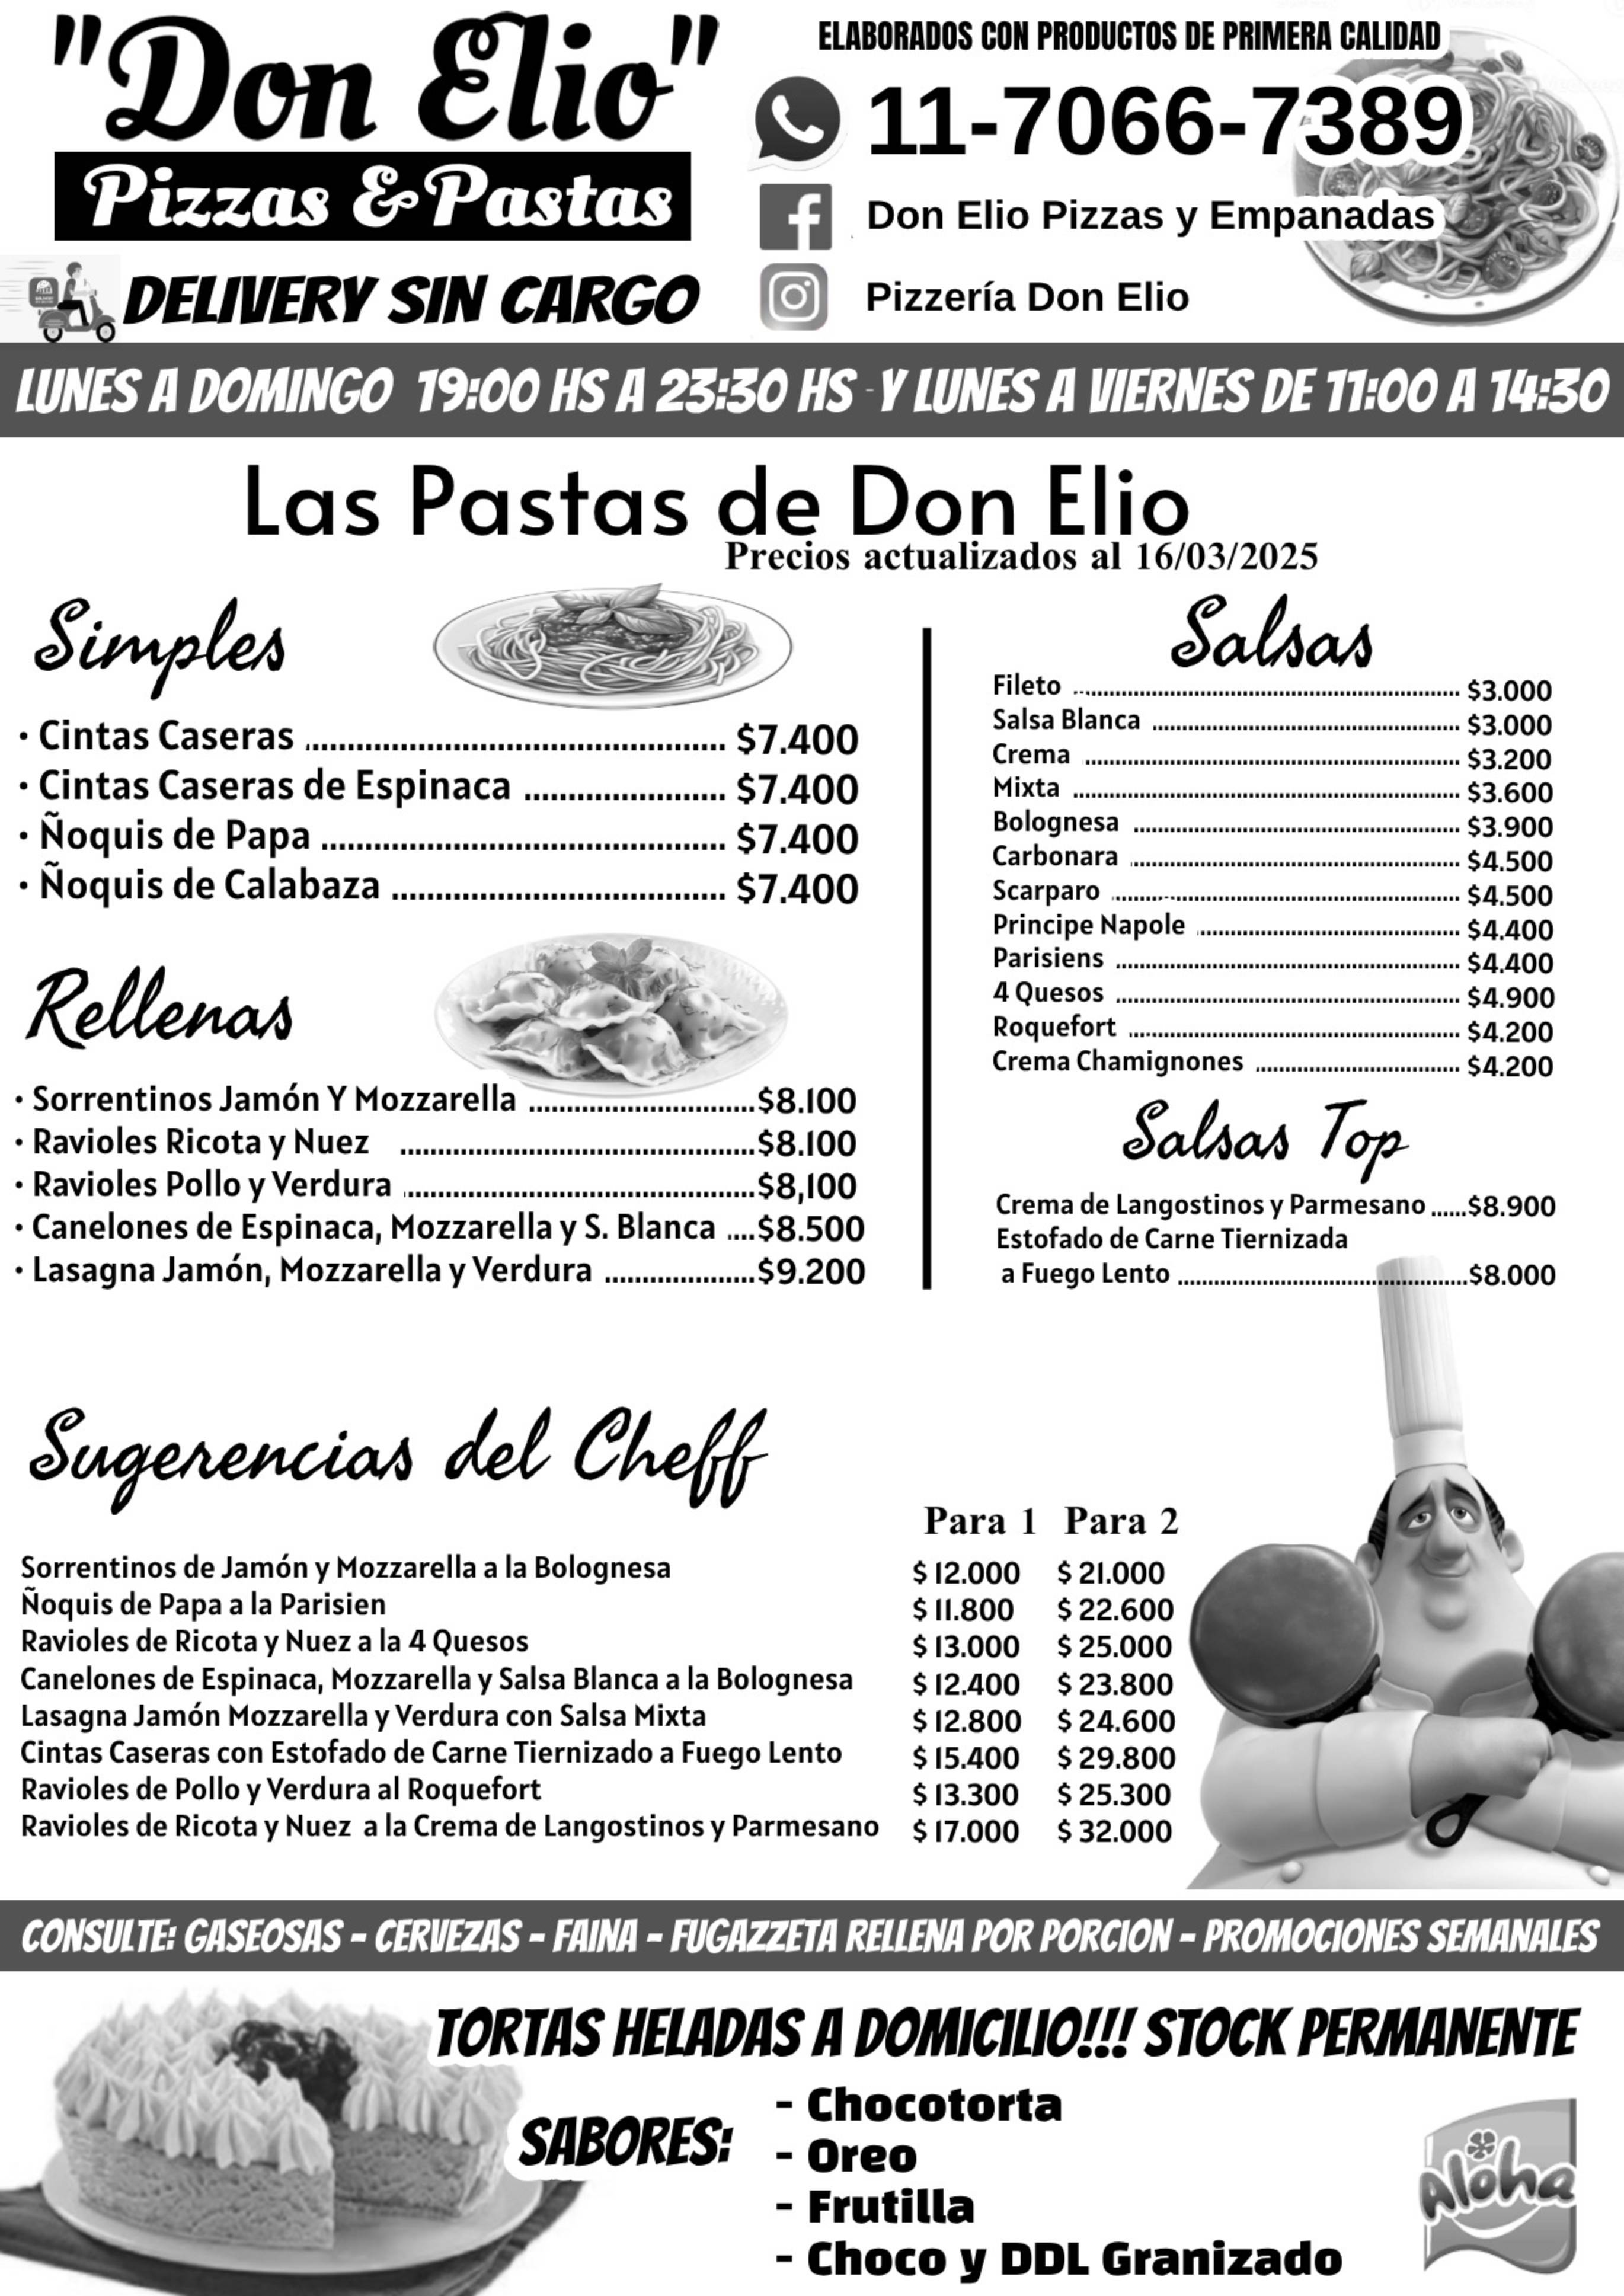 "Don Elio"
Pizzas & Pastas
DELIVERY SIN CARGO
ELABORADOS CON PRODUCTOS DE PRIMERA CALIDAD
11-7066-7389
Don Elio Pizzas y Empanadas
Pizzería Don Elio
LUNES A DOMINGO 19:00 HS A 23:30 HS - Y LUNES A VIERNES DE 11:00 A 14:30
Las Pastas de Don Elio
Precios actualizados al 16/03/2025
Simples
· Cintas Caseras ........ $7.400
· Cintas Caseras de Espinaca ........ $7.400
· Ñoquis de Papa ........ $7.400
· Ñoquis de Calabaza ........ $7.400
Rellenas
· Sorrentinos Jamón Y Mozzarella ........ $8.100
· Ravioles Ricota y Nuez ........ $8.100
· Ravioles Pollo y Verdura ........ $8,100
· Canelones de Espinaca, Mozzarella y S. Blanca .... $8.500
· Lasagna Jamón, Mozzarella y Verdura ........ $9.200
Salsas
Fileto ........ $3.000
Salsa Blanca ........ $3.000
Crema ........ $3.200
Mixta ........ $3.600
Bolognesa ........ $3.900
Carbonara ........ $4.500
Scarparo ........ $4.500
Principe Napole ........ $4.400
Parisiens ........ $4.400
4 Quesos ........ $4.900
Roquefort ........ $4.200
Crema Chamignones ........ $4.200
Salsas Top
Crema de Langostinos y Parmesano ...... $8.900
Estofado de Carne Tiernizada
a Fuego Lento ........ $8.000
Sugerencias del Cheff
Para 1 Para 2
Sorrentinos de Jamón y Mozzarella a la Bolognesa $ 12.000 $ 21.000
Ñoquis de Papa a la Parisien $ 11.800 $ 22.600
Ravioles de Ricota y Nuez a la 4 Quesos $ 13.000 $ 25.000
Canelones de Espinaca, Mozzarella y Salsa Blanca a la Bolognesa $ 12.400 $ 23.800
Lasagna Jamón Mozzarella y Verdura con Salsa Mixta $ 12.800 $ 24.600
Cintas Caseras con Estofado de Carne Tiernizado a Fuego Lento $ 15.400 $ 29.800
Ravioles de Pollo y Verdura al Roquefort $ 13.300 $ 25.300
Ravioles de Ricota y Nuez a la Crema de Langostinos y Parmesano $ 17.000 $ 32.000
CONSULTE: GASEOSAS - CERVEZAS - FAINA - FUGAZZETA RELLENA POR PORCION - PROMOCIONES SEMANALES
TORTAS HELADAS A DOMICILIO!!! STOCK PERMANENTE
SABORES:
- Chocotorta
- Oreo
- Frutilla
- Choco y DDL Granizado
Aloha